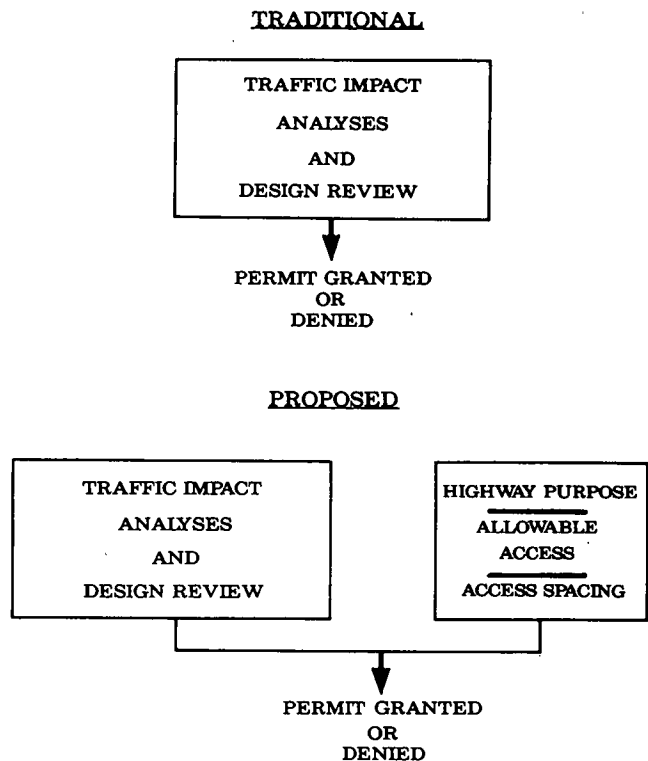 TRADITIONAL
TRAFFIC IMPACT
ANALYSES
AND
DESIGN REVIEW
PERMIT GRANTED
OR
DENIED
PROPOSED
TRAFFIC IMPACT
ANALYSES
AND
DESIGN REVIEW
HIGHWAY PURPOSE
ALLOWABLE
ACCESS
ACCESS SPACING
PERMIT GRANTED
OR
DENIED